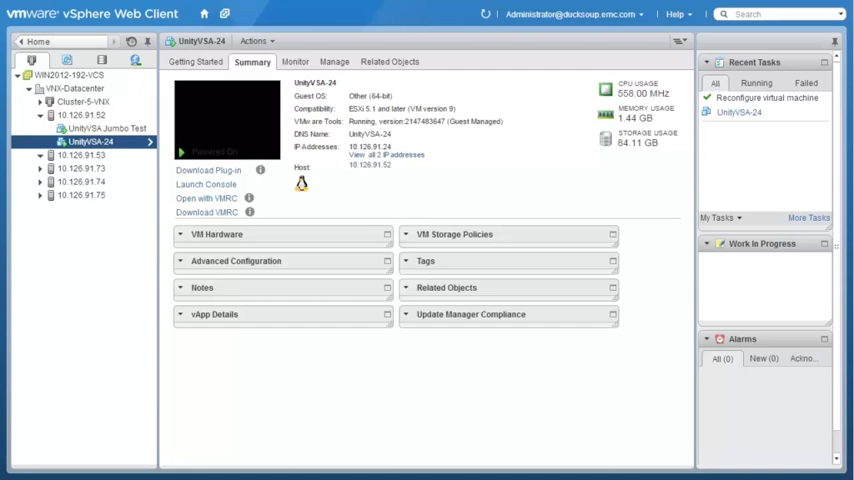 vmware® vSphere Web Client
Administrator@ducksoup.emc.com
Help
Search
Home
UnityVSA-24
Actions
Getting Started
Summary
Monitor
Manage
Related Objects
WIN2012-192-VCS
VNX-Datacenter
Cluster-5-VNX
10.126.91.52
UnityVSA Jumbo Test
UnityVSA-24
10.126.91.53
10.126.91.73
10.126.91.74
10.126.91.75
Powered On
Download Plug-in
Launch Console
Open with VMRC
Download VMRC
UnityVSA-24
Guest OS: Other (64-bit)
Compatibility: ESXi 5.1 and later (VM version 9)
VMware Tools: Running, version:2147483647 (Guest Managed)
DNS Name: UnityVSA-24
IP Addresses: 10.126.91.24
View all 2 IP addresses
Host: 10.126.91.52
CPU USAGE
558.00 MHz
MEMORY USAGE
1.44 GB
STORAGE USAGE
84.11 GB
VM Hardware
VM Storage Policies
Advanced Configuration
Tags
Notes
Related Objects
vApp Details
Update Manager Compliance
Recent Tasks
All
Running
Failed
Reconfigure virtual machine
UnityVSA-24
My Tasks
More Tasks
Work In Progress
Alarms
All (0)
New (0)
Ackno...